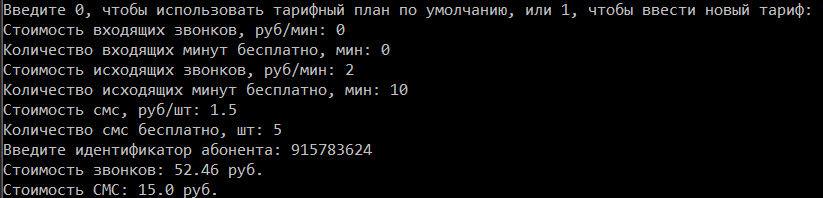 Введите 0, чтобы использовать тарифный план по умолчанию, или 1, чтобы ввести новый тариф:
Стоимость входящих звонков, руб/мин: 0
Количество входящих минут бесплатно, мин: 0
Стоимость исходящих звонков, руб/мин: 2
Количество исходящих минут бесплатно, мин: 10
Стоимость смс, руб/шт: 1.5
Количество смс бесплатно, шт: 5
Введите идентификатор абонента: 915783624
Стоимость звонков: 52.46 руб.
Стоимость СМС: 15.0 руб.